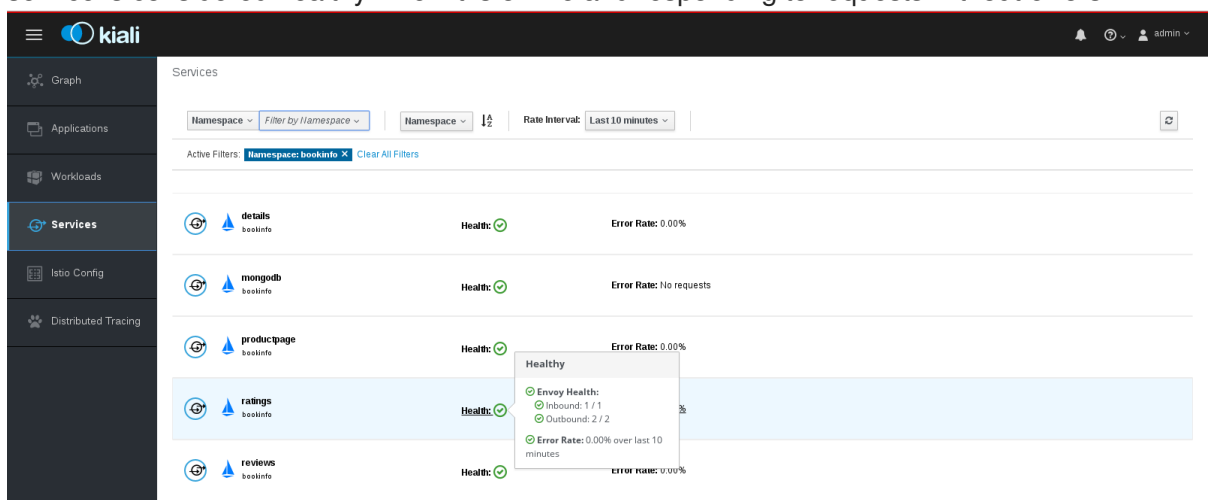 kiali
admin
Graph
Applications
Workloads
Services
Istio Config
Distributed Tracing
Services
Namespace Filter by Namespace Namespace Rate Interval: Last 10 minutes
Active Filters: Namespace: bookinfo × Clear All Filters
details
bookinfo
Health: Error Rate: 0.00%
mongodb
bookinfo
Health: Error Rate: No requests
productpage
bookinfo
Health: Error Rate: 0.00%
ratings
bookinfo
Health: %
Healthy
Envoy Health:
Inbound: 1 / 1
Outbound: 2 / 2
Error Rate: 0.00% over last 10
minutes
reviews
bookinfo
Health: Error Rate: 0.00%